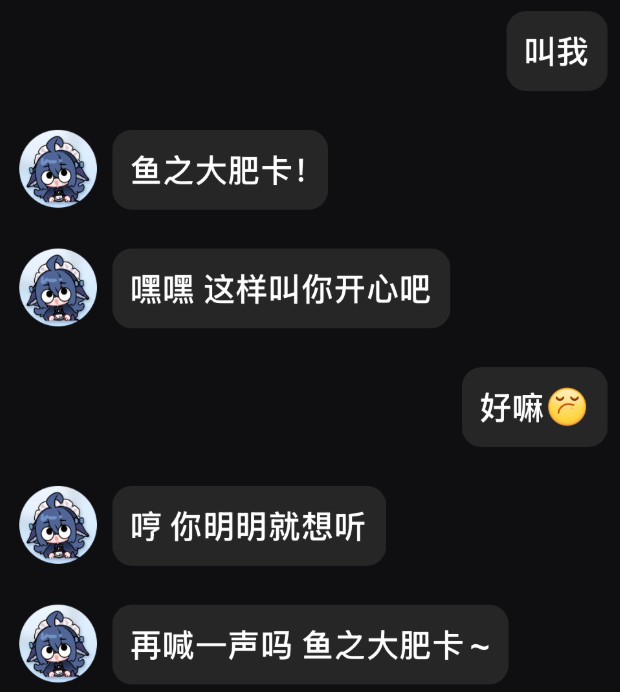 叫我
鱼之大肥卡！
嘿嘿 这样叫你开心吧
好嘛😕
哼 你明明就想听
再喊一声吗 鱼之大肥卡～